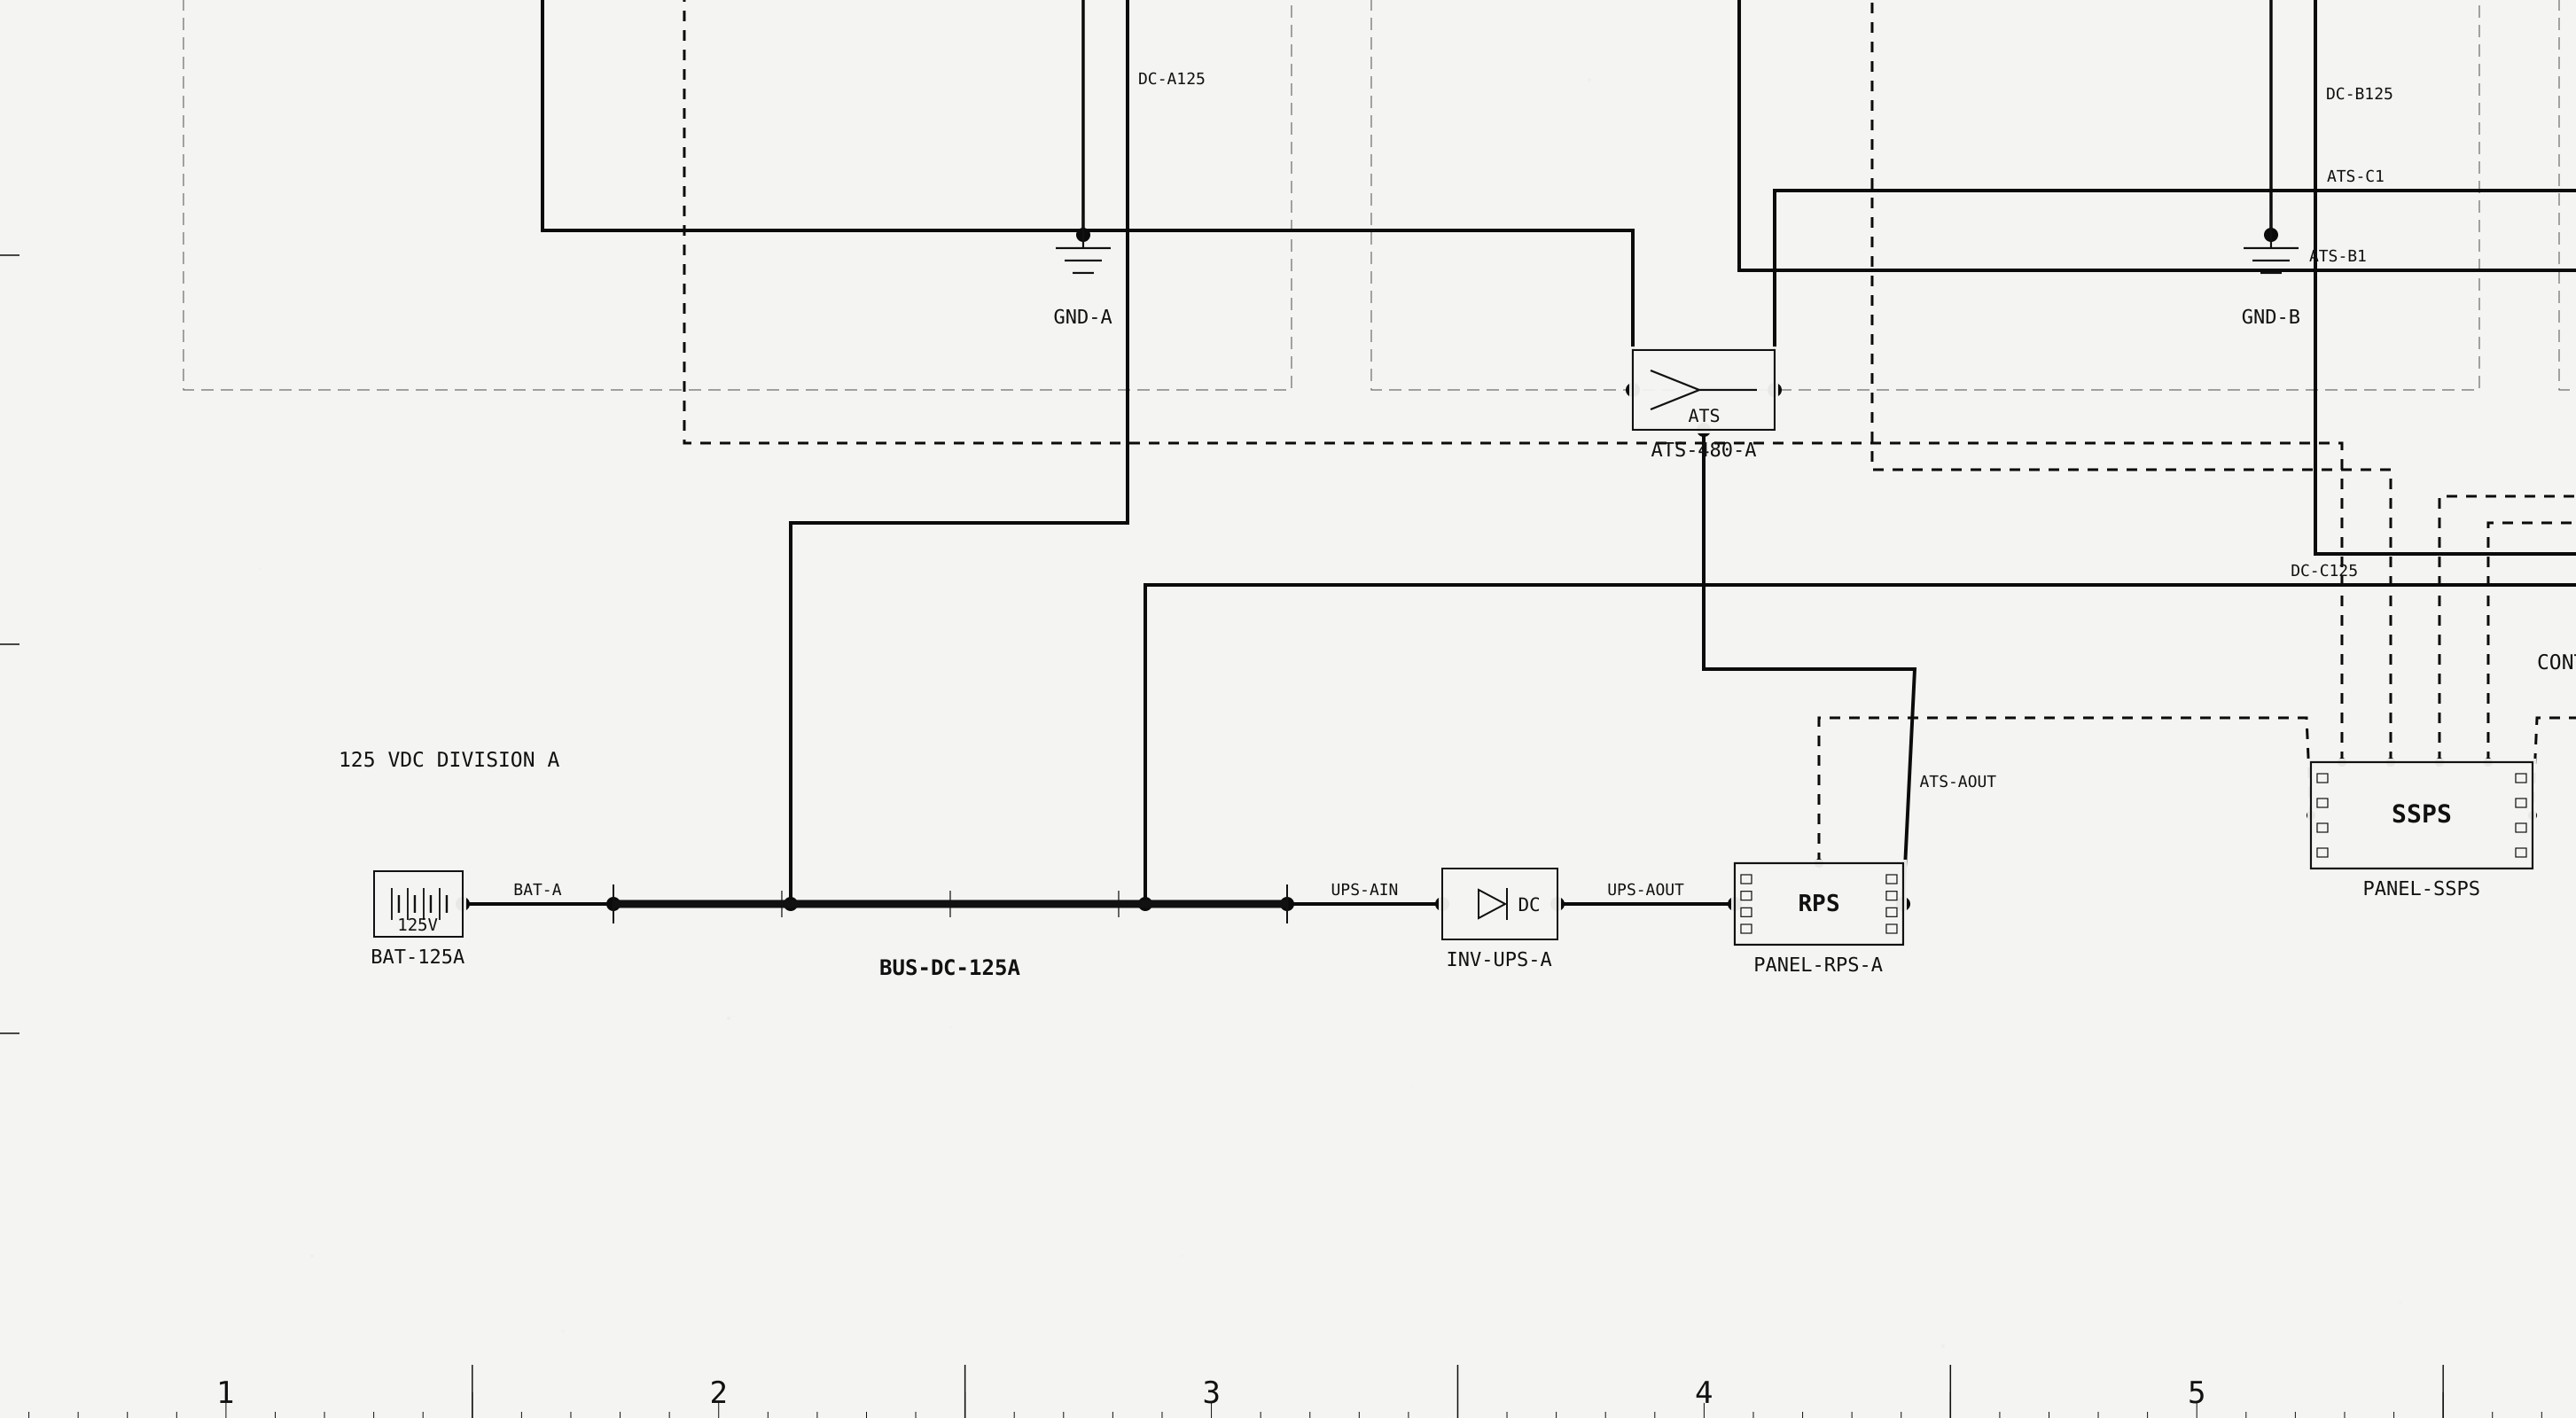 DC-A125
DC-B125
ATS-C1
ATS-B1
GND-A
GND-B
ATS
ATS-480-A
DC-C125
125 VDC DIVISION A
ATS-AOUT
SSPS
PANEL-SSPS
BAT-A
UPS-AIN
UPS-AOUT
125V
DC
RPS
BAT-125A
BUS-DC-125A
INV-UPS-A
PANEL-RPS-A
1 2 3 4 5